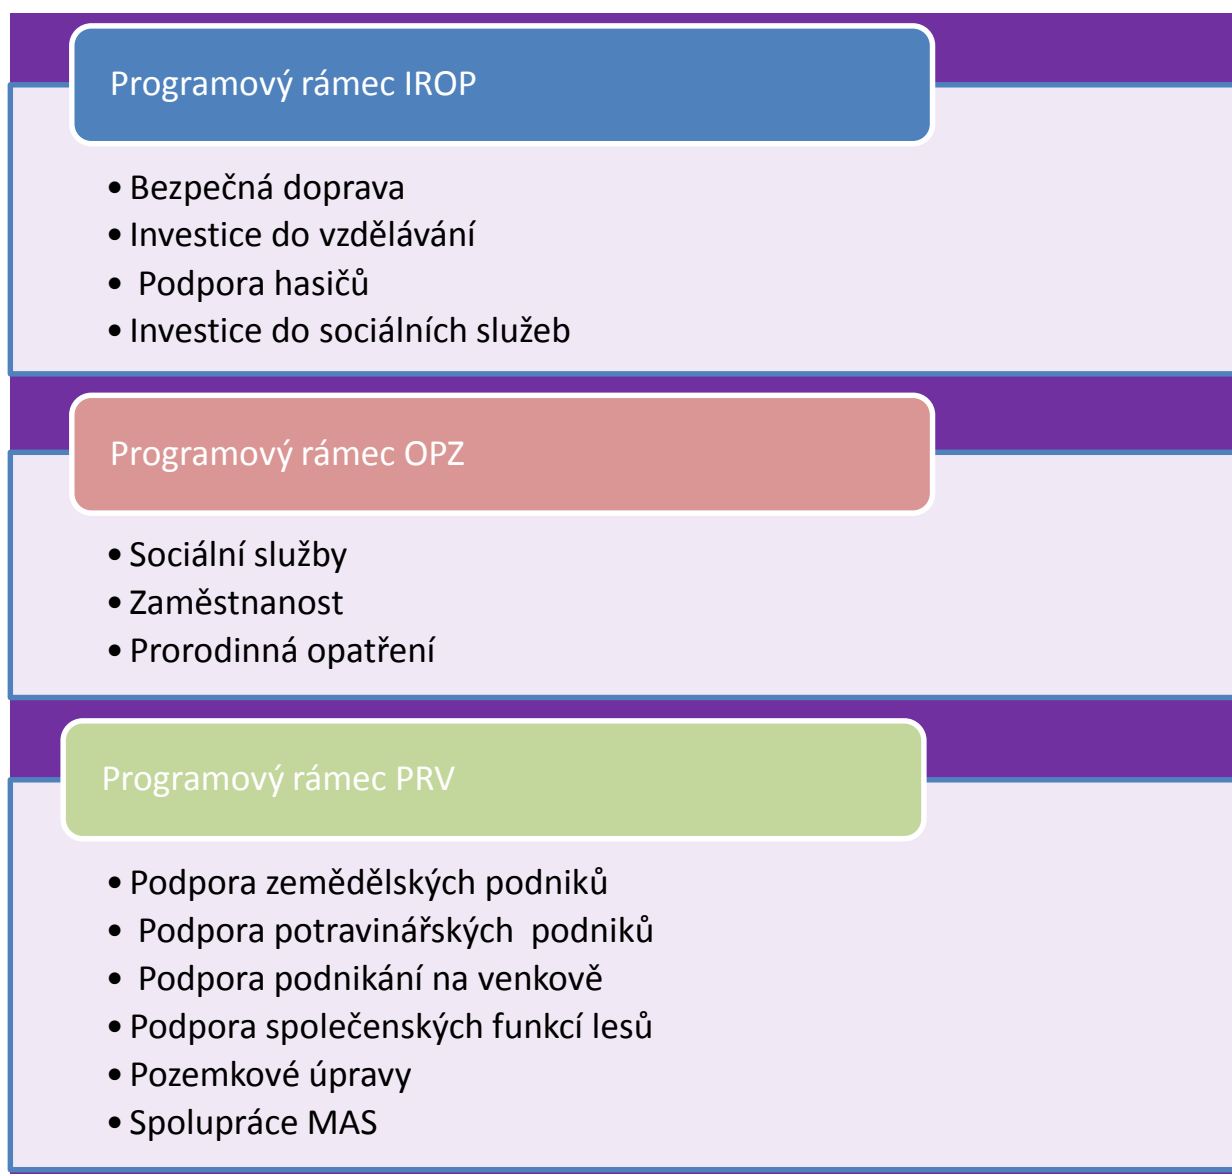 Programový rámec IROP
• Bezpečná doprava
• Investice do vzdělávání
• Podpora hasičů
• Investice do sociálních služeb
Programový rámec OPZ
• Sociální služby
• Zaměstnanost
• Prorodinná opatření
Programový rámec PRV
• Podpora zemědělských podniků
• Podpora potravinářských podniků
• Podpora podnikání na venkově
• Podpora společenských funkcí lesů
• Pozemkové úpravy
• Spolupráce MAS